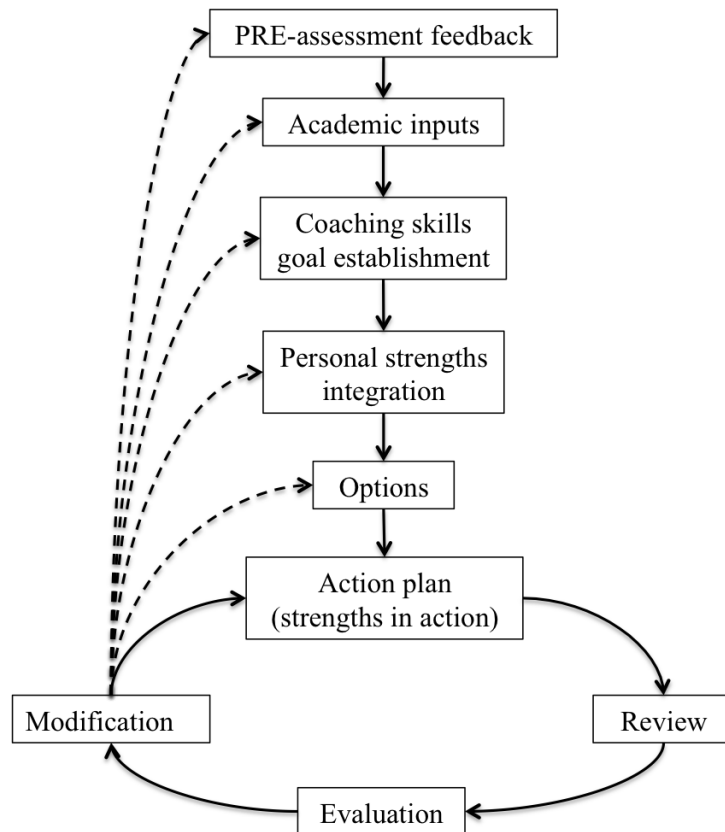 PRE-assessment feedback
Academic inputs
Coaching skills
goal establishment
Personal strengths
integration
Options
Action plan
(strengths in action)
Modification
Review
Evaluation